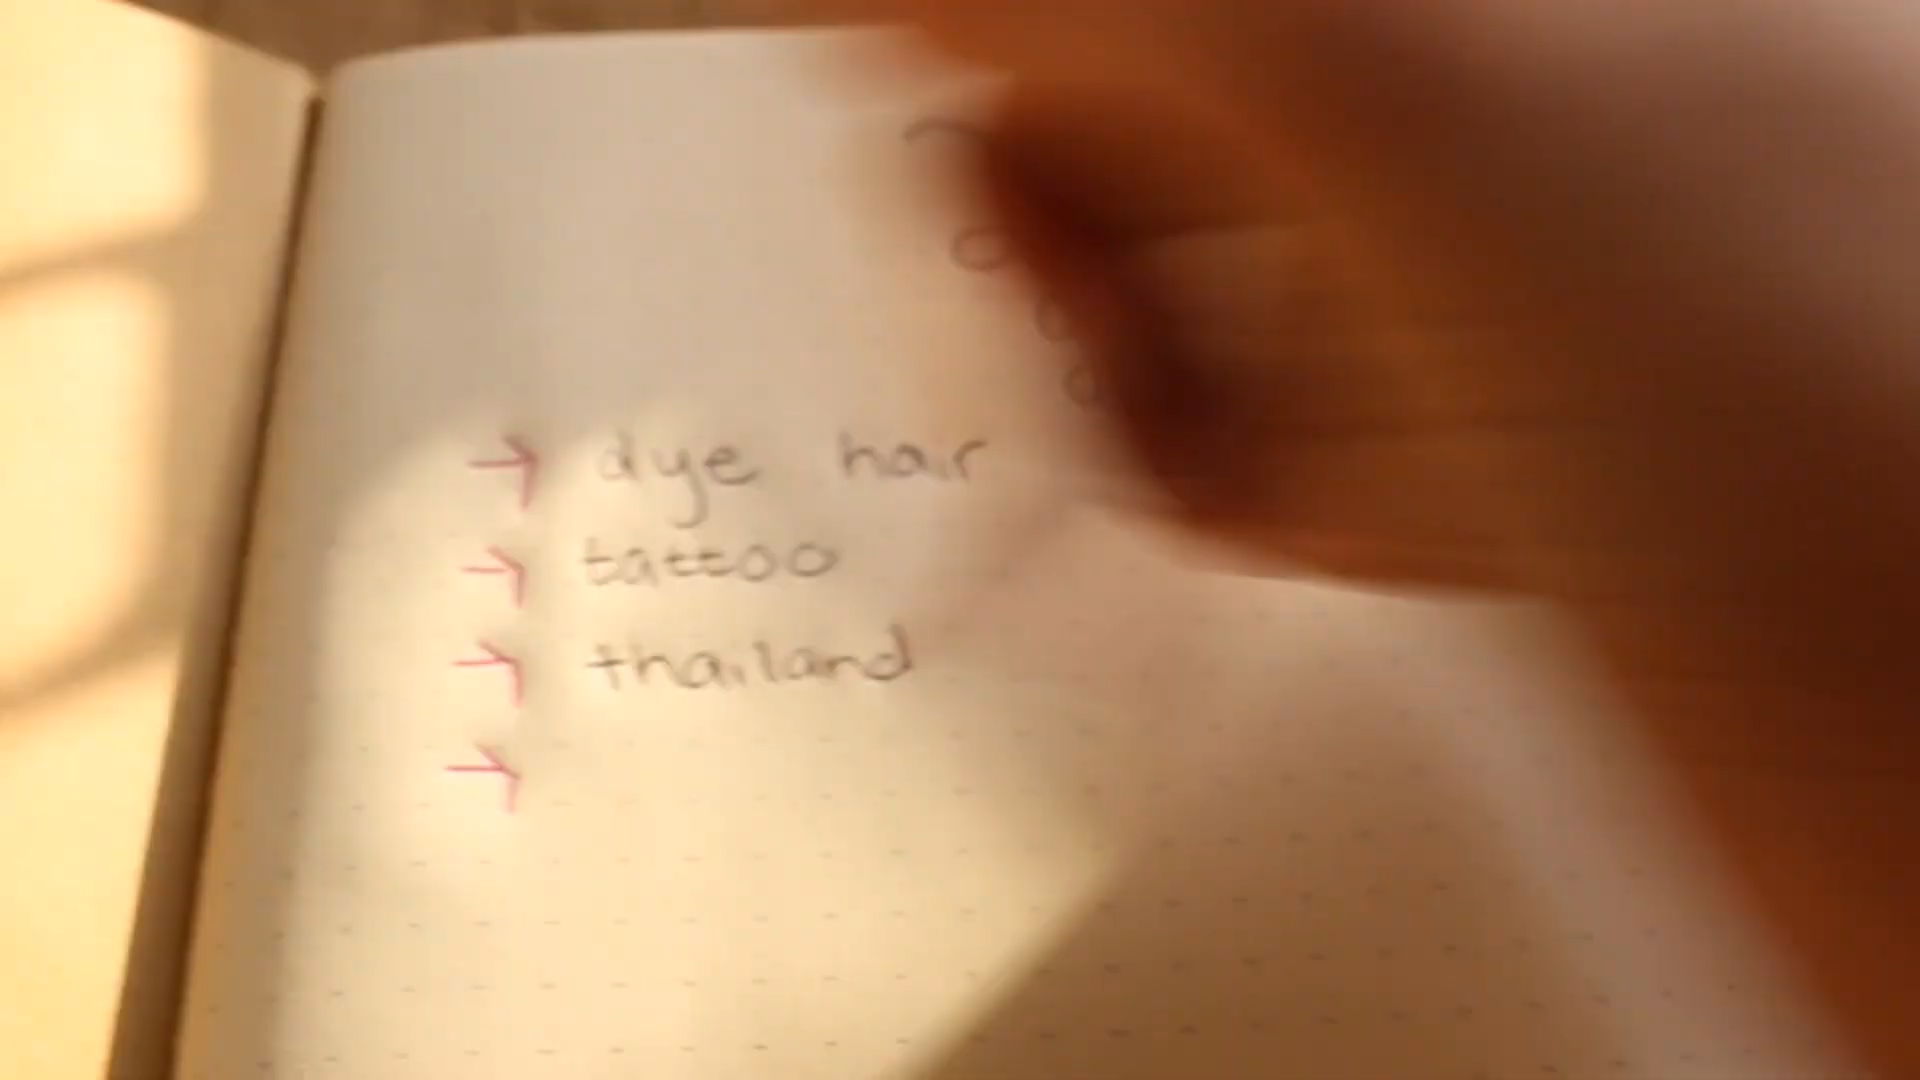 → dye hair
→ tattoo
→ thailand
→